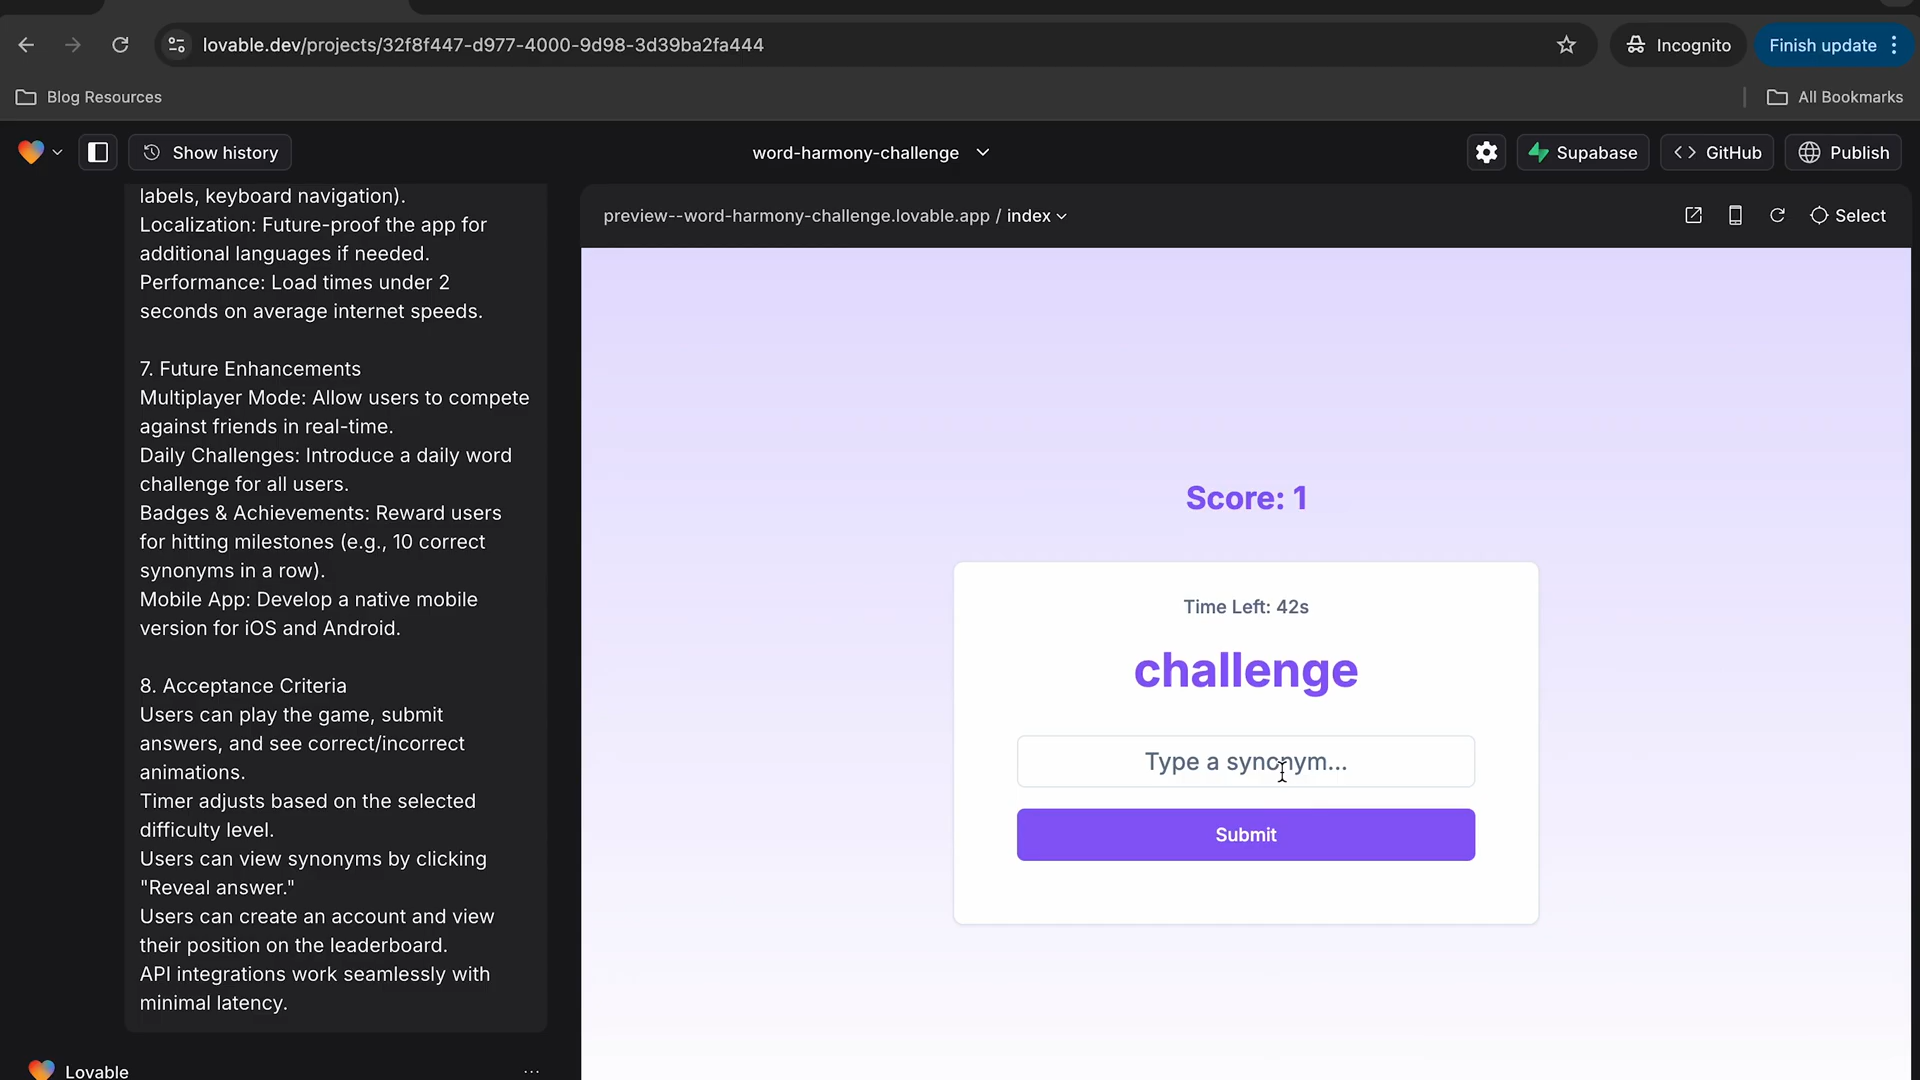 lovable.dev/projects/32f8f447-d977-4000-9d98-3d39ba2fa444
Incognito
Finish update
Blog Resources
All Bookmarks
Show history
word-harmony-challenge
Supabase
GitHub
Publish
labels, keyboard navigation).
Localization: Future-proof the app for
additional languages if needed.
Performance: Load times under 2
seconds on average internet speeds.
7. Future Enhancements
Multiplayer Mode: Allow users to compete
against friends in real-time.
Daily Challenges: Introduce a daily word
challenge for all users.
Badges & Achievements: Reward users
for hitting milestones (e.g., 10 correct
synonyms in a row).
Mobile App: Develop a native mobile
version for iOS and Android.
8. Acceptance Criteria
Users can play the game, submit
answers, and see correct/incorrect
animations.
Timer adjusts based on the selected
difficulty level.
Users can view synonyms by clicking
"Reveal answer."
Users can create an account and view
their position on the leaderboard.
API integrations work seamlessly with
minimal latency.
Lovable
preview--word-harmony-challenge.lovable.app / index
Select
Score: 1
Time Left: 42s
challenge
Type a synonym...
Submit